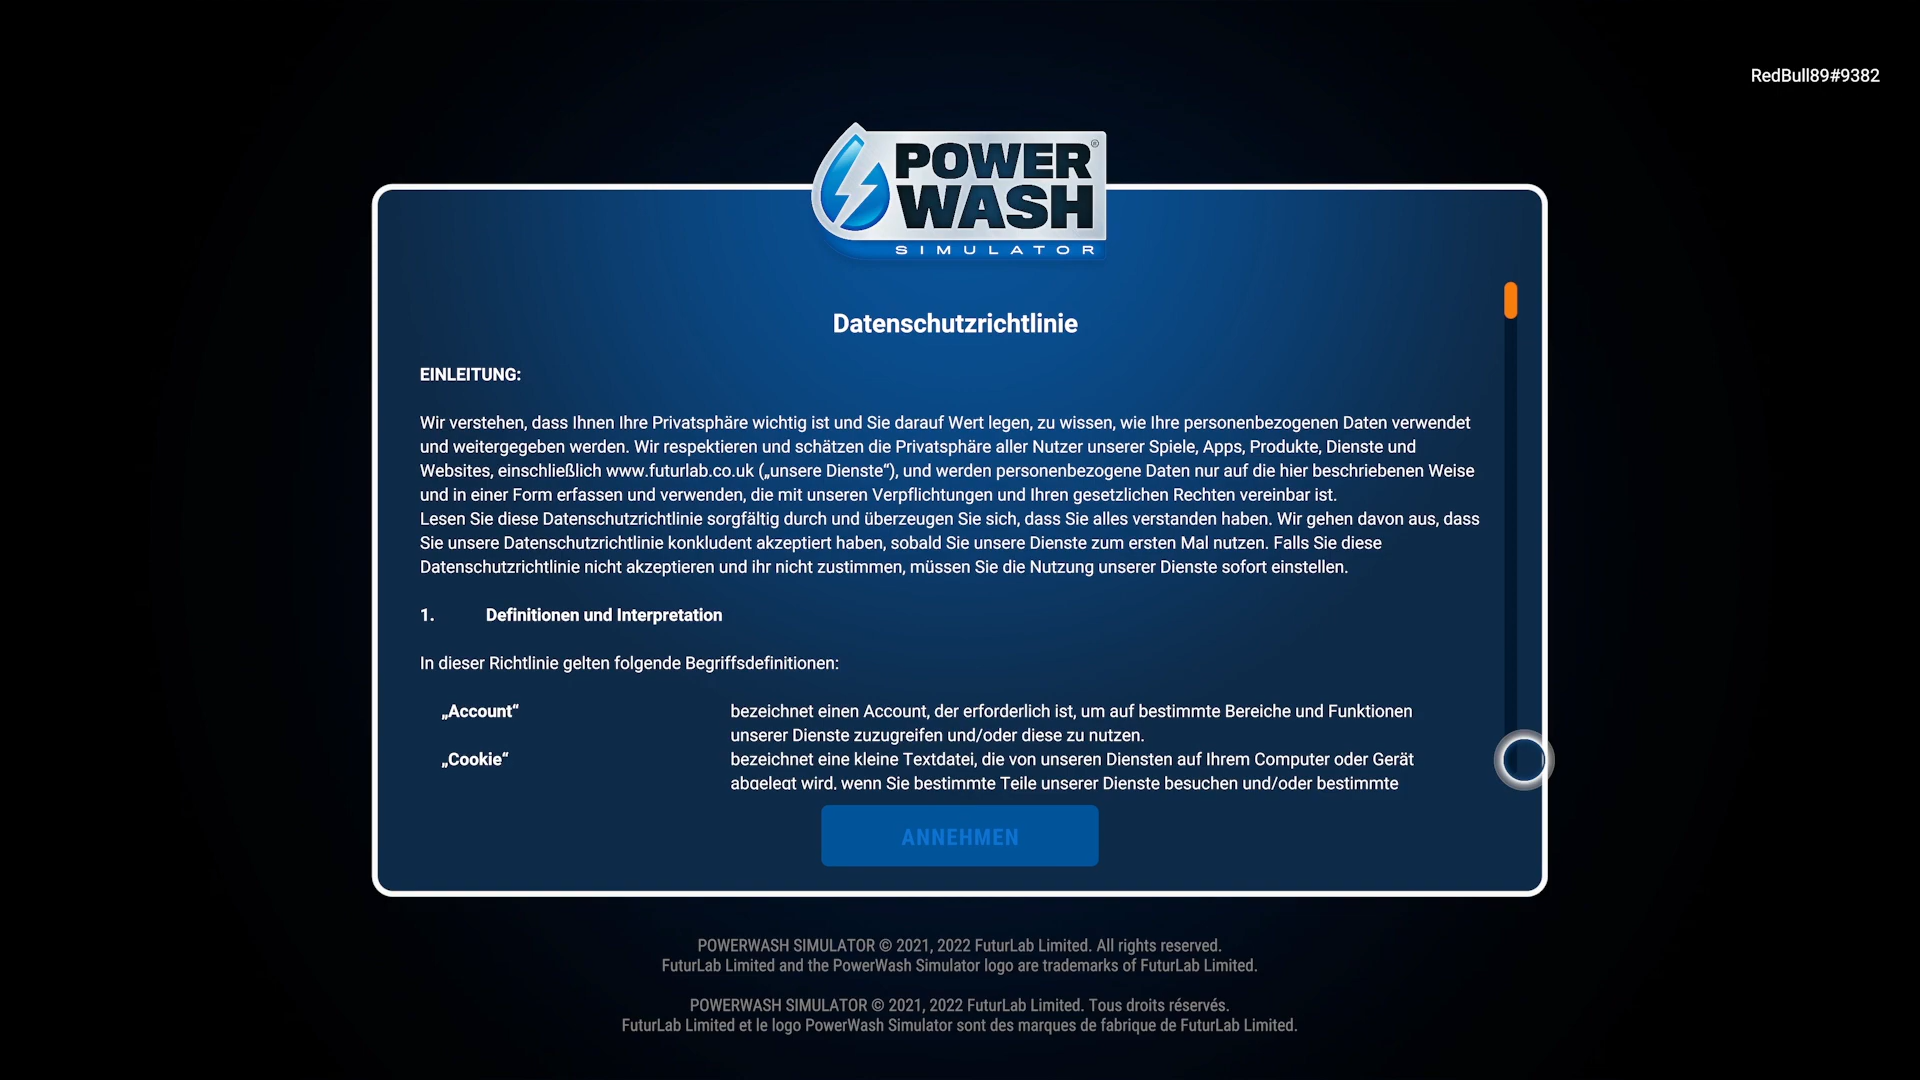 RedBull89#9382
POWER®
WASH
SIMULATOR
Datenschutzrichtlinie
EINLEITUNG:
Wir verstehen, dass Ihnen Ihre Privatsphäre wichtig ist und Sie darauf Wert legen, zu wissen, wie Ihre personenbezogenen Daten verwendet
und weitergegeben werden. Wir respektieren und schätzen die Privatsphäre aller Nutzer unserer Spiele, Apps, Produkte, Dienste und
Websites, einschließlich www.futurlab.co.uk („unsere Dienste“), und werden personenbezogene Daten nur auf die hier beschriebenen Weise
und in einer Form erfassen und verwenden, die mit unseren Verpflichtungen und Ihren gesetzlichen Rechten vereinbar ist.
Lesen Sie diese Datenschutzrichtlinie sorgfältig durch und überzeugen Sie sich, dass Sie alles verstanden haben. Wir gehen davon aus, dass
Sie unsere Datenschutzrichtlinie konkludent akzeptiert haben, sobald Sie unsere Dienste zum ersten Mal nutzen. Falls Sie diese
Datenschutzrichtlinie nicht akzeptieren und ihr nicht zustimmen, müssen Sie die Nutzung unserer Dienste sofort einstellen.
1. Definitionen und Interpretation
In dieser Richtlinie gelten folgende Begriffsdefinitionen:
„Account“ bezeichnet einen Account, der erforderlich ist, um auf bestimmte Bereiche und Funktionen
unserer Dienste zuzugreifen und/oder diese zu nutzen.
„Cookie“ bezeichnet eine kleine Textdatei, die von unseren Diensten auf Ihrem Computer oder Gerät
abgelegt wird, wenn Sie bestimmte Teile unserer Dienste besuchen und/oder bestimmte
ANNEHMEN
POWERWASH SIMULATOR © 2021, 2022 FuturLab Limited. All rights reserved.
FuturLab Limited and the PowerWash Simulator logo are trademarks of FuturLab Limited.
POWERWASH SIMULATOR © 2021, 2022 FuturLab Limited. Tous droits réservés.
FuturLab Limited et le logo PowerWash Simulator sont des marques de fabrique de FuturLab Limited.